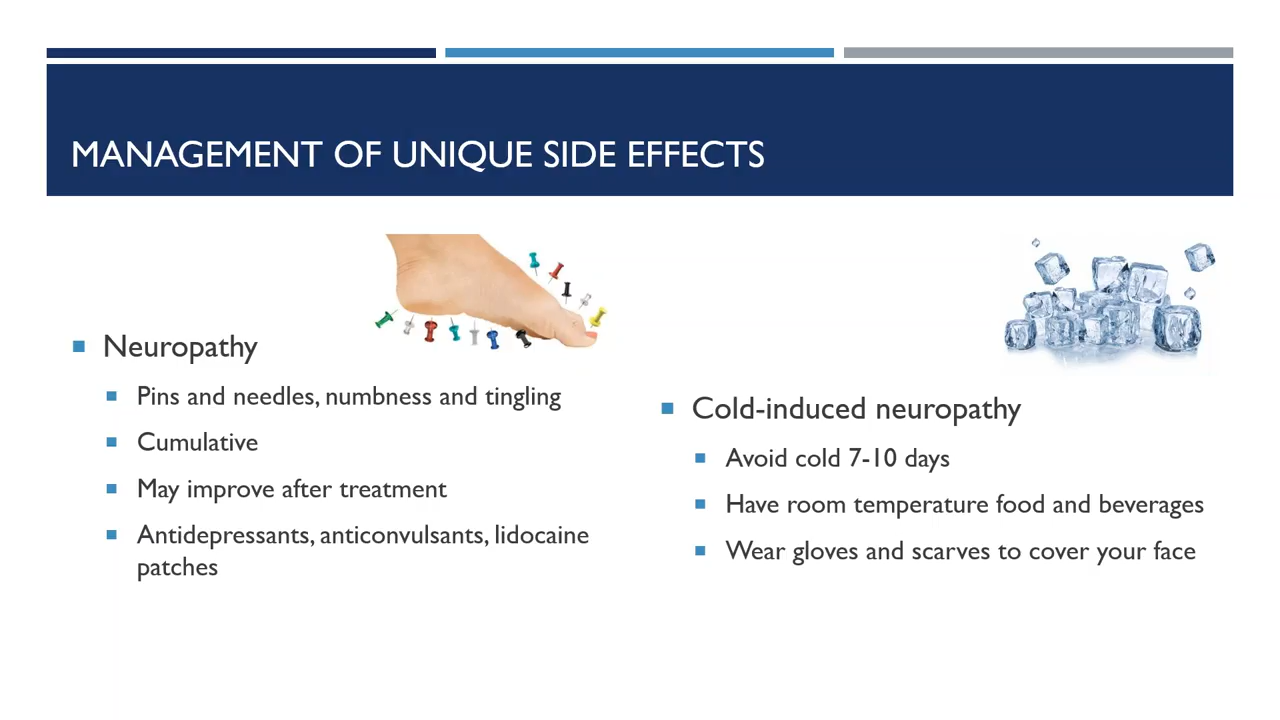 MANAGEMENT OF UNIQUE SIDE EFFECTS
Neuropathy
Pins and needles, numbness and tingling
Cumulative
May improve after treatment
Antidepressants, anticonvulsants, lidocaine
patches
Cold-induced neuropathy
Avoid cold 7-10 days
Have room temperature food and beverages
Wear gloves and scarves to cover your face